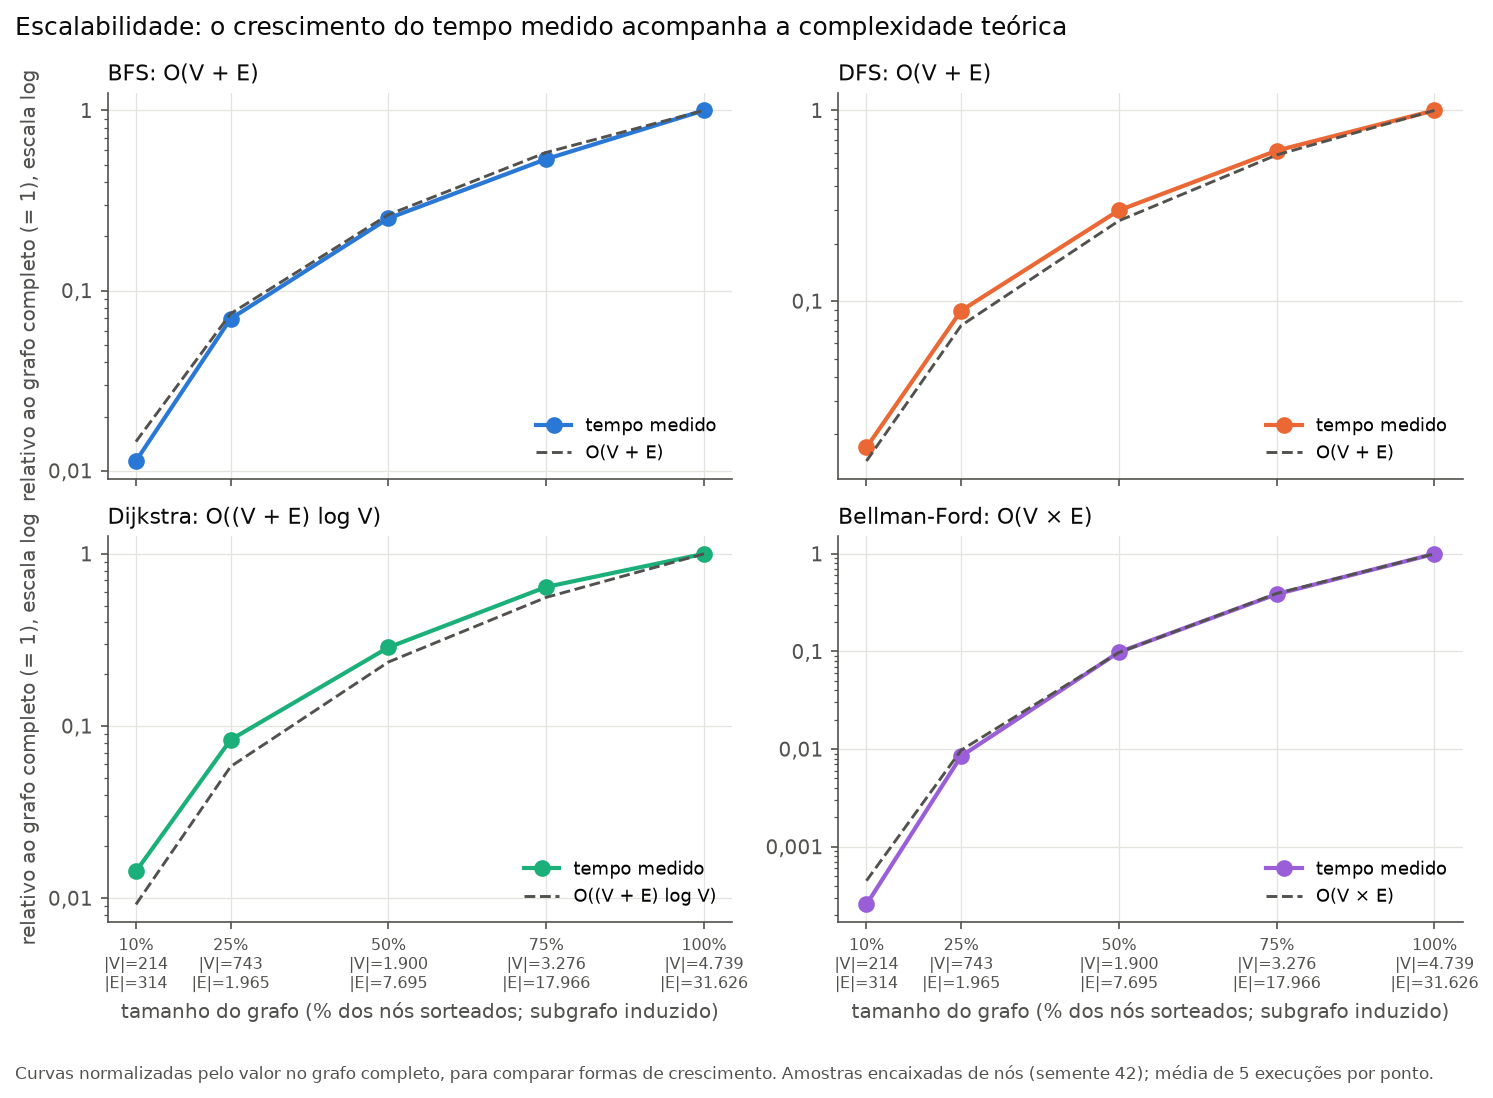 Escalabilidade: o crescimento do tempo medido acompanha a complexidade teórica
BFS: O(V + E)
relativo ao grafo completo (= 1), escala log
1
0,1
0,01
tempo medido
O(V + E)
DFS: O(V + E)
1
0,1
tempo medido
O(V + E)
Dijkstra: O((V + E) log V)
relativo ao grafo completo (= 1), escala log
1
0,1
0,01
tempo medido
O((V + E) log V)
10% 25% 50% 75% 100%
|V|=214 |V|=743 |V|=1.900 |V|=3.276 |V|=4.739
|E|=314 |E|=1.965 |E|=7.695 |E|=17.966 |E|=31.626
tamanho do grafo (% dos nós sorteados; subgrafo induzido)
Bellman-Ford: O(V × E)
1
0,1
0,01
0,001
tempo medido
O(V × E)
10% 25% 50% 75% 100%
|V|=214 |V|=743 |V|=1.900 |V|=3.276 |V|=4.739
|E|=314 |E|=1.965 |E|=7.695 |E|=17.966 |E|=31.626
tamanho do grafo (% dos nós sorteados; subgrafo induzido)
Curvas normalizadas pelo valor no grafo completo, para comparar formas de crescimento. Amostras encaixadas de nós (semente 42); média de 5 execuções por ponto.